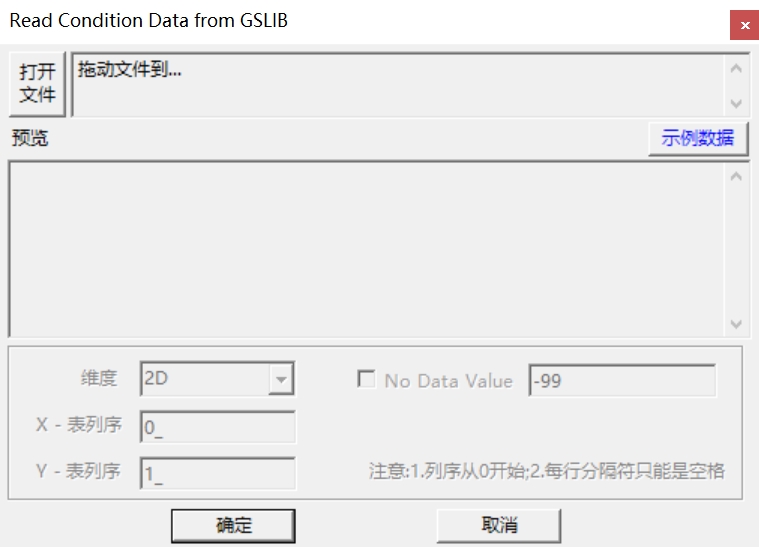 Read Condition Data from GSLIB
打开
文件
拖动文件到...
预览
示例数据
维度
2D
No Data Value
-99
X - 表列序
0_
Y - 表列序
1_
注意:1.列序从0开始;2.每行分隔符只能是空格
确定
取消